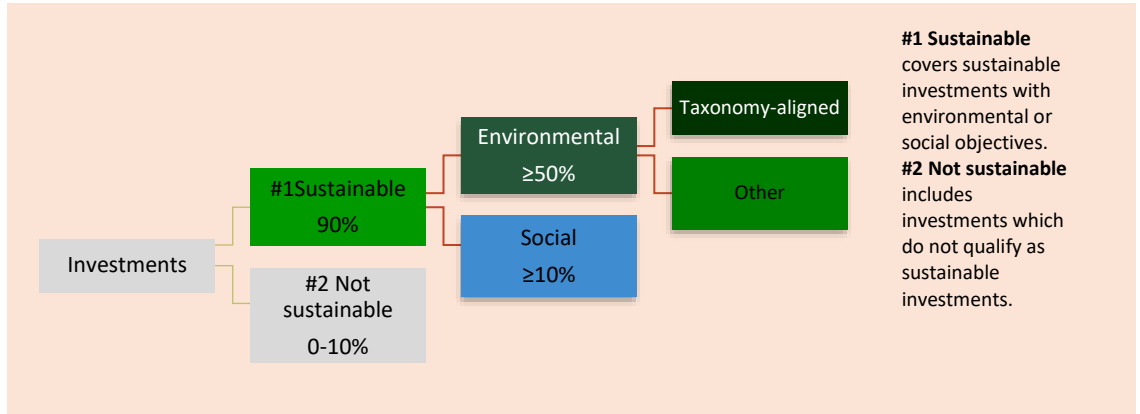 Investments
#1Sustainable
90%
#2 Not
sustainable
0-10%
Environmental
≥50%
Social
≥10%
Taxonomy-aligned
Other
#1 Sustainable
covers sustainable
investments with
environmental or
social objectives.
#2 Not sustainable
includes
investments which
do not qualify as
sustainable
investments.